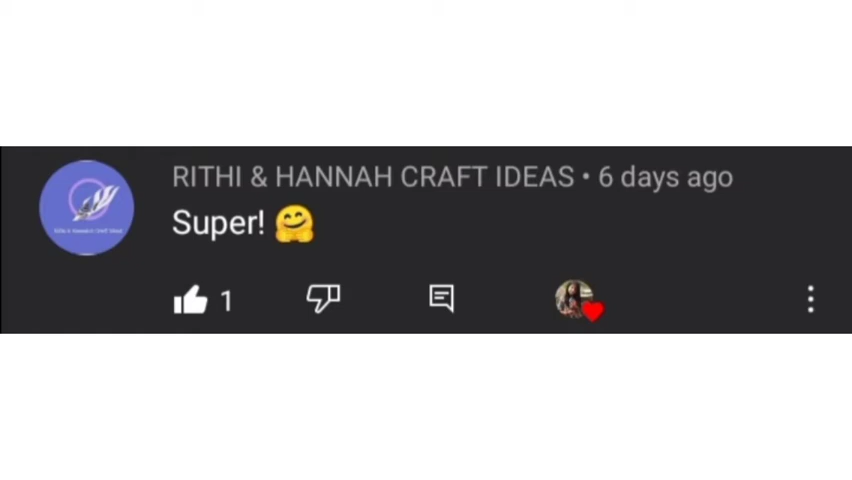 RITHI & HANNAH CRAFT IDEAS • 6 days ago
Super! 🤗
1